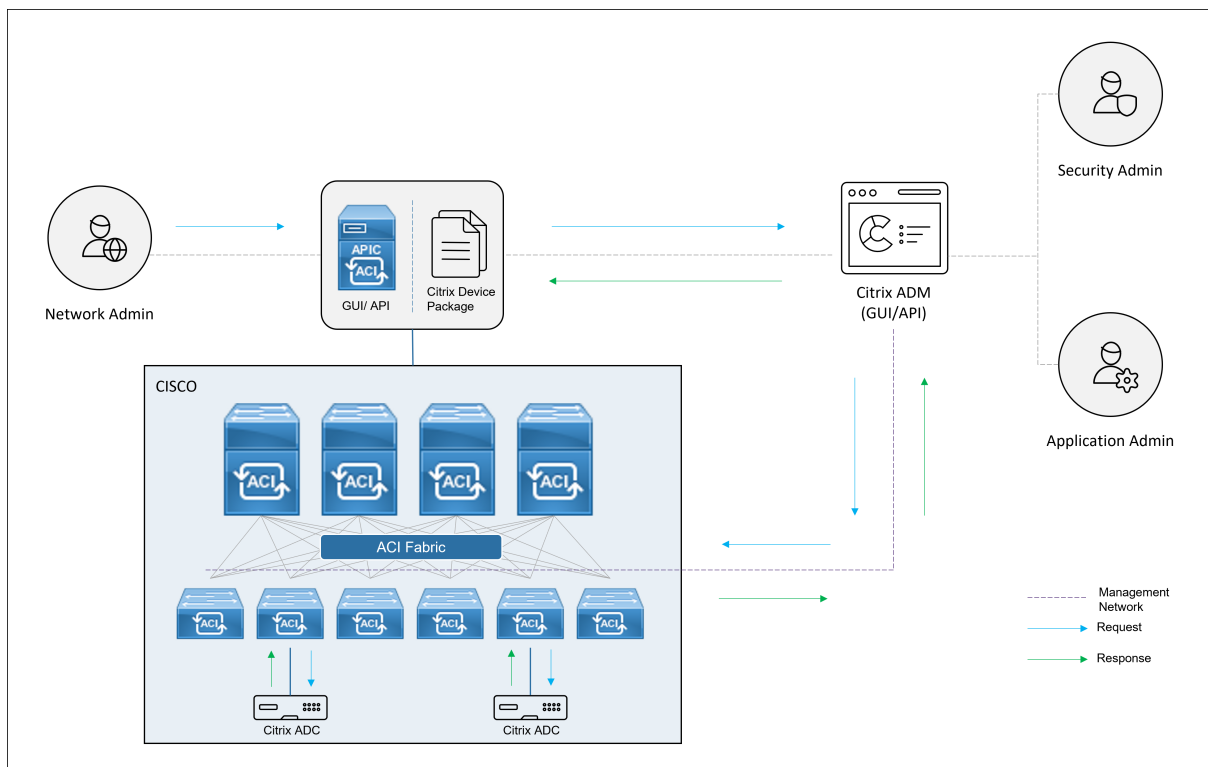 Security Admin
APIC
ACI
GUI/ API
Citrix Device
Package
Network Admin
Citrix ADM
(GUI/API)
CISCO
Application Admin
ACI
ACI
ACI
ACI
ACI Fabric
ACI
ACI
ACI
ACI
ACI
ACI
Management
Network
Request
Response
Citrix ADC
Citrix ADC